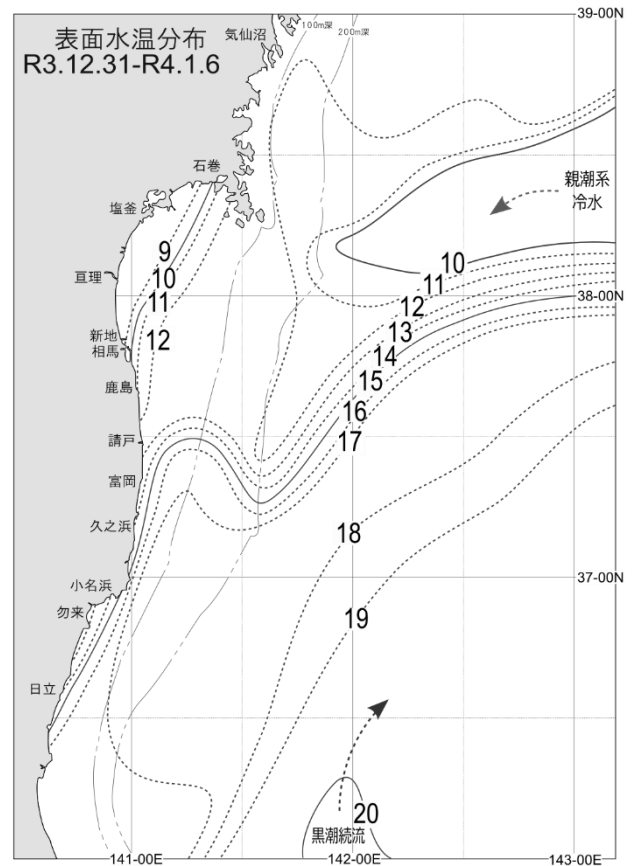 表面水温分布
R3.12.31-R4.1.6
気仙沼
100m深
200m深
39-00N
石巻
塩釜
親潮系
冷水
9
10
11
12
亘理
10
11
12
13
14
15
16
17
38-00N
新地
相馬
鹿島
請戸
富岡
久之浜
18
小名浜
勿来
37-00N
19
日立
20
黒潮続流
141-00E
142-00E
143-00E